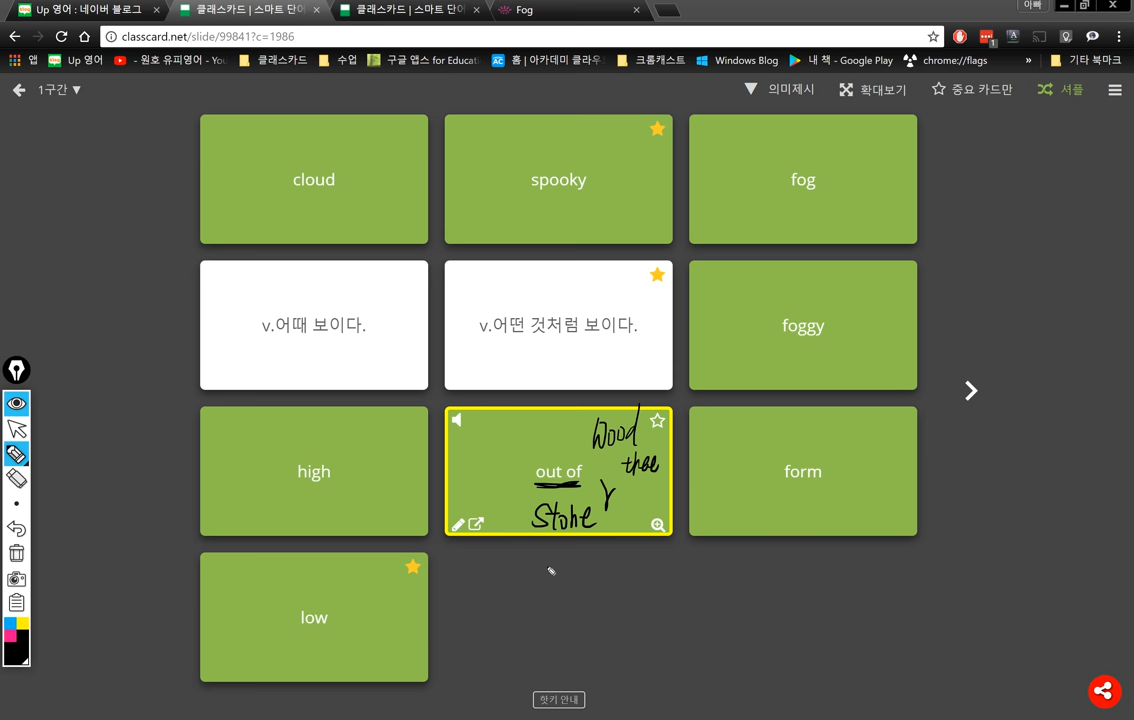 Up 영어 : 네이버 블로그
클래스카드 | 스마트 단어
클래스카드 | 스마트 단어
Fog
아빠
classcard.net/slide/99841?c=1986
앱
Up 영어
- 원호 유피영어 - You
클래스카드
수업
구글 앱스 for Educati
홈 | 아카데미 클라우
크롬캐스트
Windows Blog
내 책 - Google Play
chrome://flags
»
기타 북마크
1구간 ▼
의미제시
확대보기
중요 카드만
셔플
cloud
spooky
fog
v.어때 보이다.
v.어떤 것처럼 보이다.
foggy
high
Wood
out of
form
low
핫키 안내